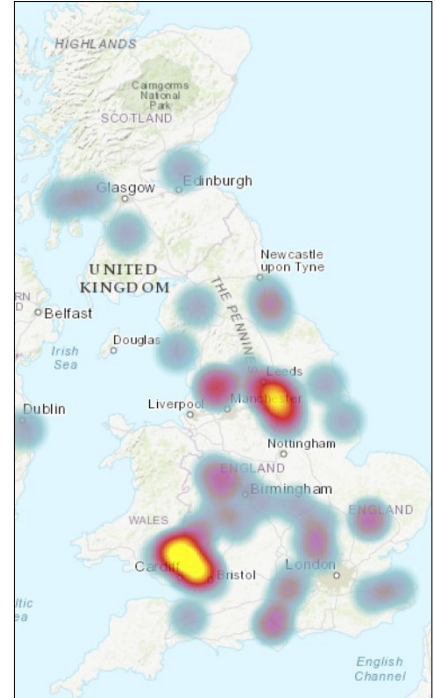 HIGHLANDS
Cairngorms
National
Park
SCOTLAND
Glasgow
Edinburgh
Newcastle
upon Tyne
UNITED
KINGDOM
THE PENNINES
Belfast
Douglas
Irish
Sea
Leeds
Manchester
Liverpool
Dublin
Nottingham
ENGLAND
Birmingham
ENGLAND
WALES
Cardiff
Bristol
London
English
Channel